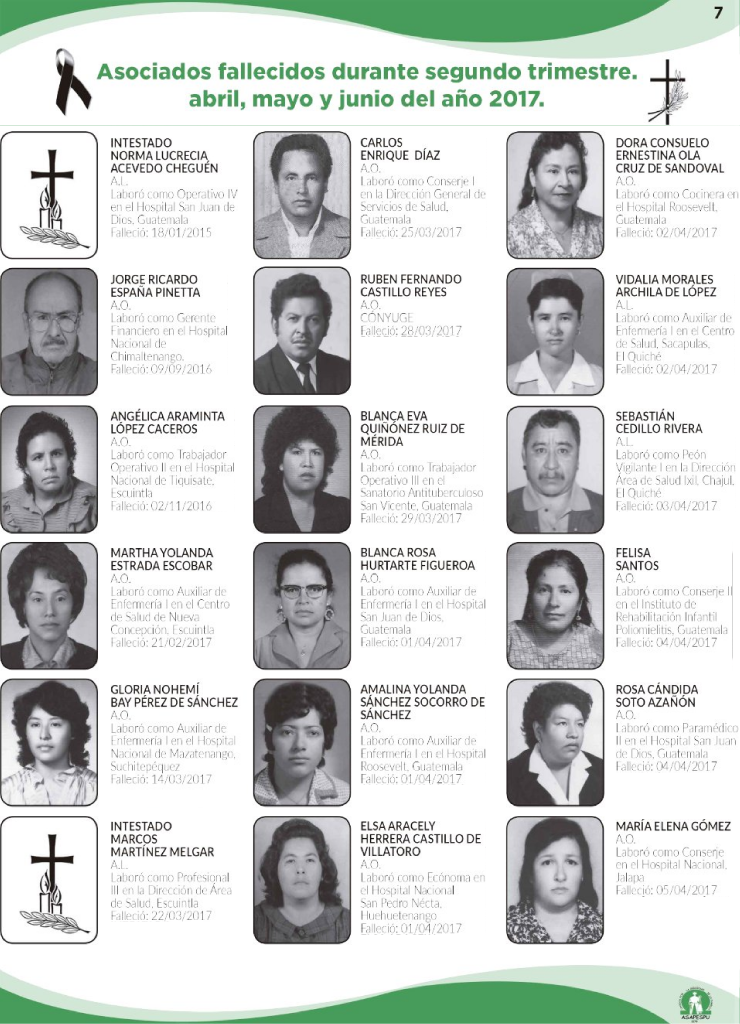 7
Asociados fallecidos durante segundo trimestre.
abril, mayo y junio del año 2017.
INTESTADO
NORMA LUCRECIA
ACEVEDO CHEGUÉN
A.L.
Laboró como Operativo IV
en el Hospital San Juan de
Dios, Guatemala
Falleció: 18/01/2015
JORGE RICARDO
ESPAÑA PINETTA
A.O.
Laboró como Gerente
Financiero en el Hospital
Nacional de
Chimaltenango.
Falleció: 09/09/2016
ANGÉLICA ARAMINTA
LÓPEZ CACEROS
A.O.
Laboró como Trabajador
Operativo II en el Hospital
Nacional de Tiquisate,
Escuintla
Falleció: 02/11/2016
MARTHA YOLANDA
ESTRADA ESCOBAR
A.O.
Laboró como Auxiliar de
Enfermería I en el Centro
de Salud de Nueva
Concepción, Escuintla
Falleció: 21/02/2017
GLORIA NOHEMÍ
BAY PÉREZ DE SÁNCHEZ
A.O.
Laboró como Auxiliar de
Enfermería I en el Hospital
Nacional de Mazatenango,
Suchitepéquez
Falleció: 14/03/2017
INTESTADO
MARCOS
MARTÍNEZ MELGAR
A.L.
Laboró como Profesional
III en la Dirección de Área
de Salud, Escuintla
Falleció: 22/03/2017
CARLOS
ENRIQUE DÍAZ
A.O.
Laboró como Conserje I
en la Dirección General de
Servicios de Salud,
Guatemala
Falleció: 25/03/2017
RUBEN FERNANDO
CASTILLO REYES
A.O.
CONYUGE
Falleció: 28/03/2017
BLANCA EVA
QUIÑÓNEZ RUIZ DE
MÉRIDA
A.O.
Laboró como Trabajador
Operativo III en el
Sanatorio Antituberculoso
San Vicente, Guatemala
Falleció: 29/03/2017
BLANCA ROSA
HURTARTE FIGUEROA
A.O.
Laboró como Auxiliar de
Enfermería I en el Hospital
San Juan de Dios,
Guatemala
Falleció: 01/04/2017
AMALINA YOLANDA
SÁNCHEZ SOCORRO DE
SÁNCHEZ
A.O.
Laboró como Auxiliar de
Enfermería I en el Hospital
Roosevelt, Guatemala
Falleció: 01/04/2017
ELSA ARACELY
HERRERA CASTILLO DE
VILLATORO
A.O.
Laboró como Ecónoma en
el Hospital Nacional
San Pedro Nécta,
Huehuetenango
Falleció: 01/04/2017
DORA CONSUELO
ERNESTINA OLA
CRUZ DE SANDOVAL
A.O.
Laboró como Cocinera en
el Hospital Roosevelt,
Guatemala
Falleció: 02/04/2017
VIDALIA MORALES
ARCHILA DE LÓPEZ
A.L.
Laboró como Auxiliar de
Enfermería I en el Centro
de Salud, Sacapulas,
El Quiché
Falleció: 02/04/2017
SEBASTIÁN
CEDILLO RIVERA
A.L.
Laboró como Peón
Vigilante I en la Dirección
Área de Salud Ixil, Chajul,
El Quiché
Falleció: 03/04/2017
FELISA
SANTOS
A.O.
Laboró como Conserje II
en el Instituto de
Rehabilitación Infantil
Poliomielitis, Guatemala
Falleció: 04/04/2017
ROSA CÁNDIDA
SOTO AZAÑÓN
A.O.
Laboró como Paramédico
II en el Hospital San Juan
de Dios, Guatemala
Falleció: 04/04/2017
MARÍA ELENA GÓMEZ
A.O.
Laboró como Conserje
en el Hospital Nacional,
Jalapa
Falleció: 05/04/2017